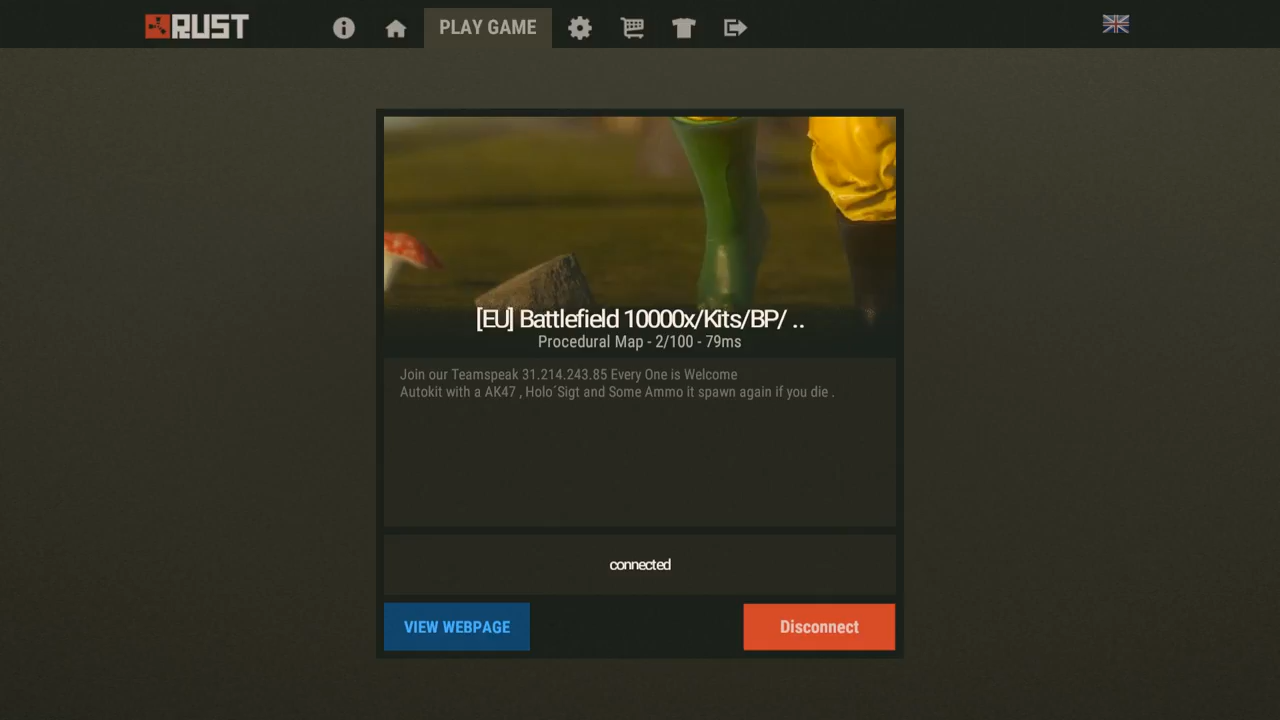 RUST
PLAY GAME
[EU] Battlefield 10000x/Kits/BP/ ..
Procedural Map - 2/100 - 79ms
Join our Teamspeak 31.214.243.85 Every One is Welcome
Autokit with a AK47 , Holo´Sigt and Some Ammo it spawn again if you die .
connected
VIEW WEBPAGE
Disconnect